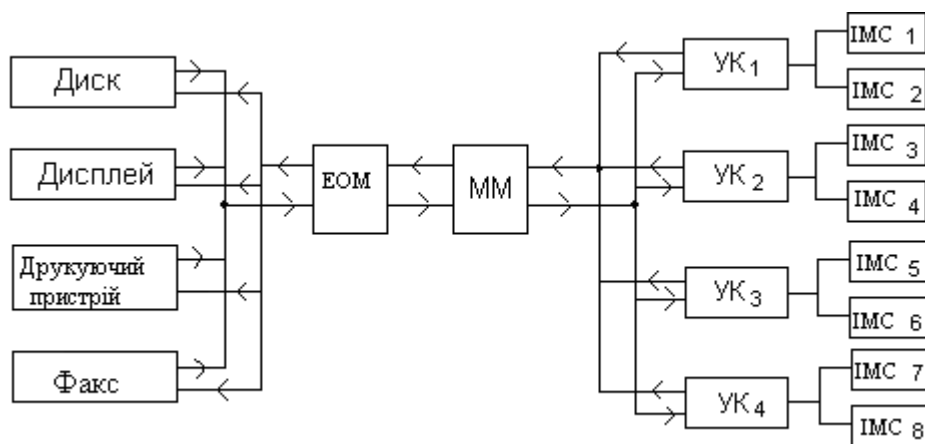 Диск
Дисплей
Друкуючий
пристрій
Факс
ЕОМ
ММ
УК1
УК2
УК3
УК4
ІМС 1
ІМС 2
ІМС 3
ІМС 4
ІМС 5
ІМС 6
ІМС 7
ІМС 8